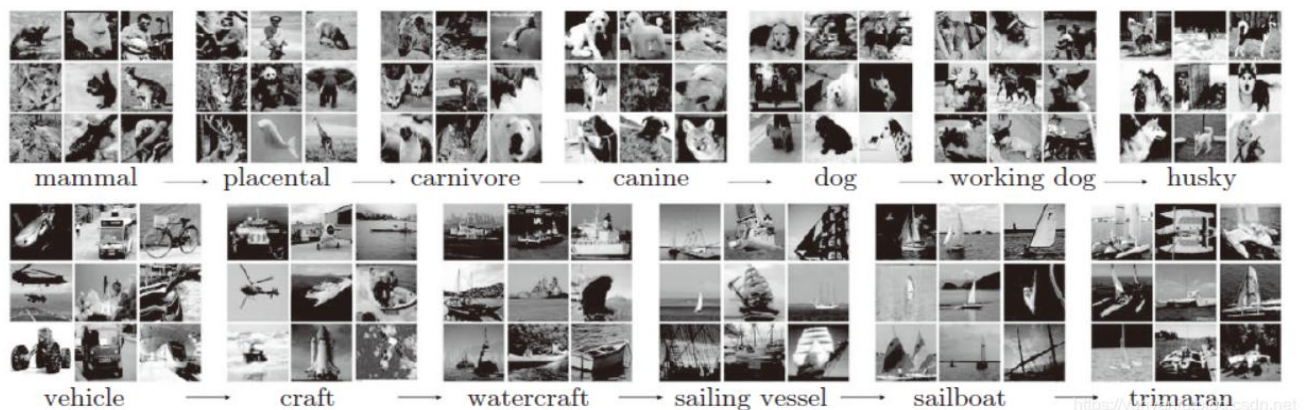 mammal → placental → carnivore → canine → dog → working dog → husky
vehicle → craft → watercraft → sailing vessel → sailboat → trimaran